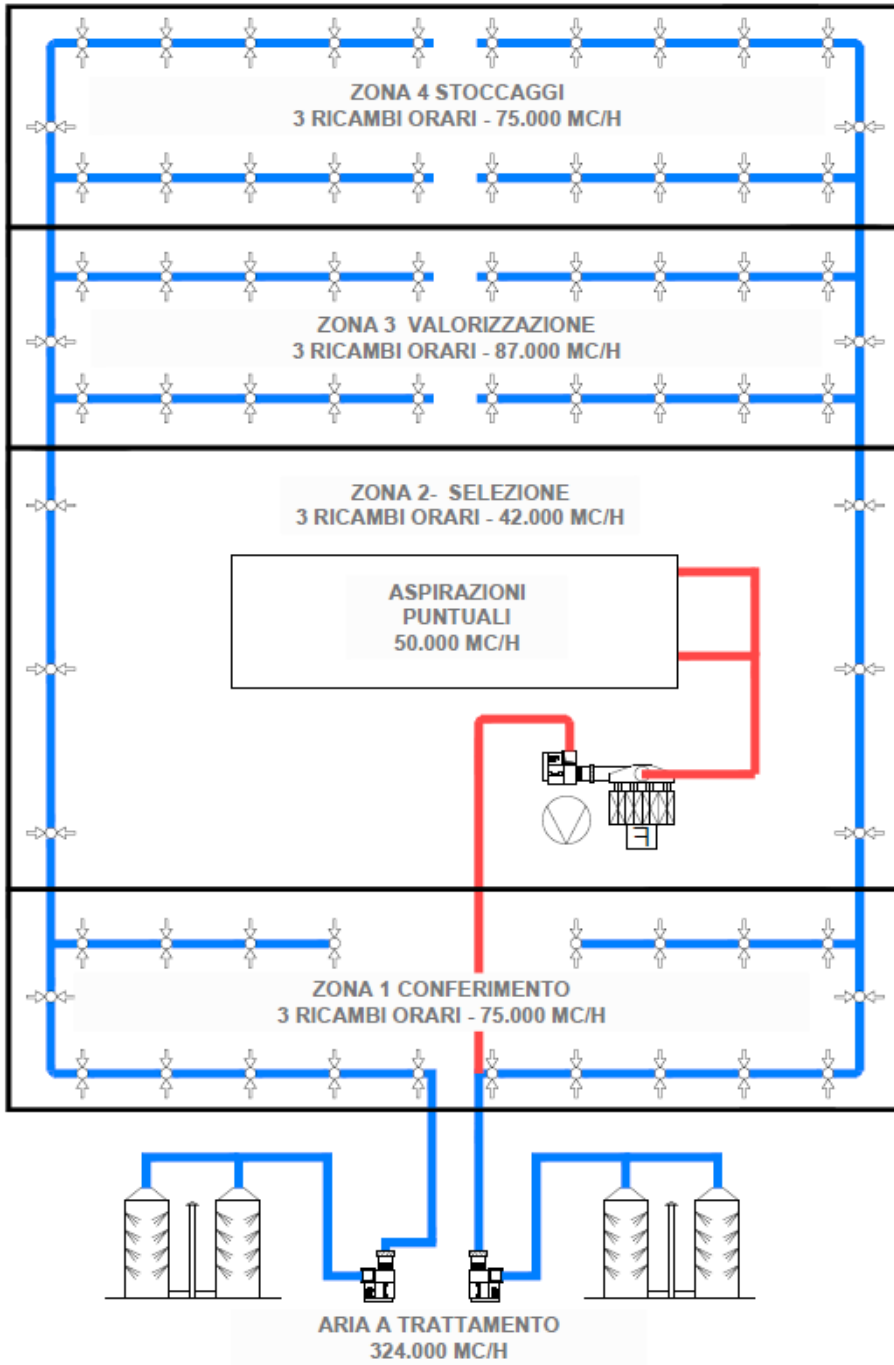 ZONA 4 STOCCAGGI
3 RICAMBI ORARI - 75.000 MC/H
ZONA 3 VALORIZZAZIONE
3 RICAMBI ORARI - 87.000 MC/H
ZONA 2- SELEZIONE
3 RICAMBI ORARI - 42.000 MC/H
ASPIRAZIONI
PUNTUALI
50.000 MC/H
ZONA 1 CONFERIMENTO
3 RICAMBI ORARI - 75.000 MC/H
ARIA A TRATTAMENTO
324.000 MC/H